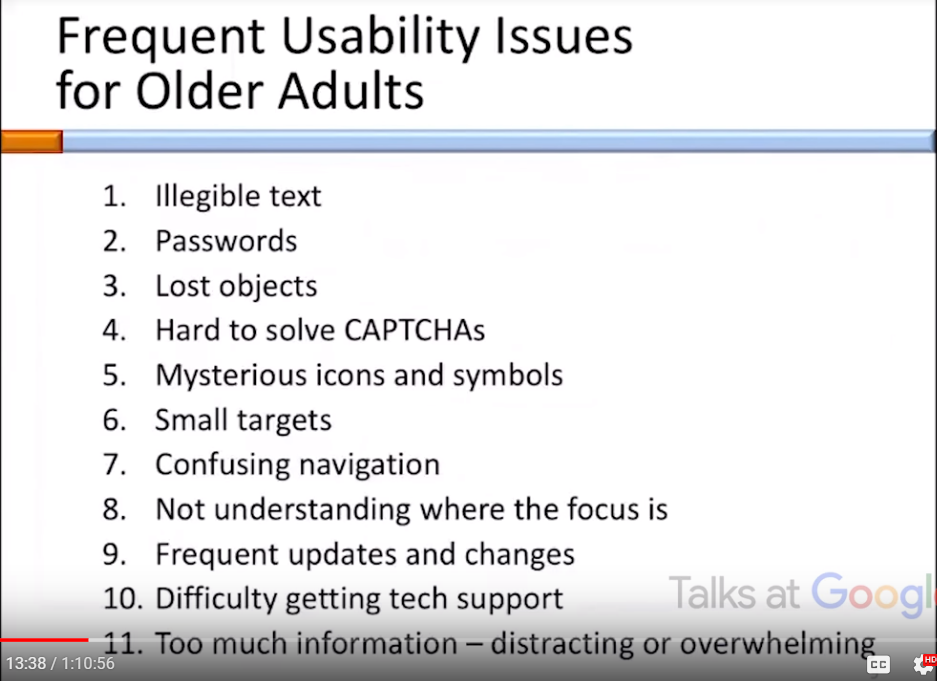 Frequent Usability Issues
for Older Adults
1. Illegible text
2. Passwords
3. Lost objects
4. Hard to solve CAPTCHAs
5. Mysterious icons and symbols
6. Small targets
7. Confusing navigation
8. Not understanding where the focus is
9. Frequent updates and changes
10. Difficulty getting tech support
Talks at Google
11. Too much information – distracting or overwhelming
13:38 / 1:10:56
CC
HD